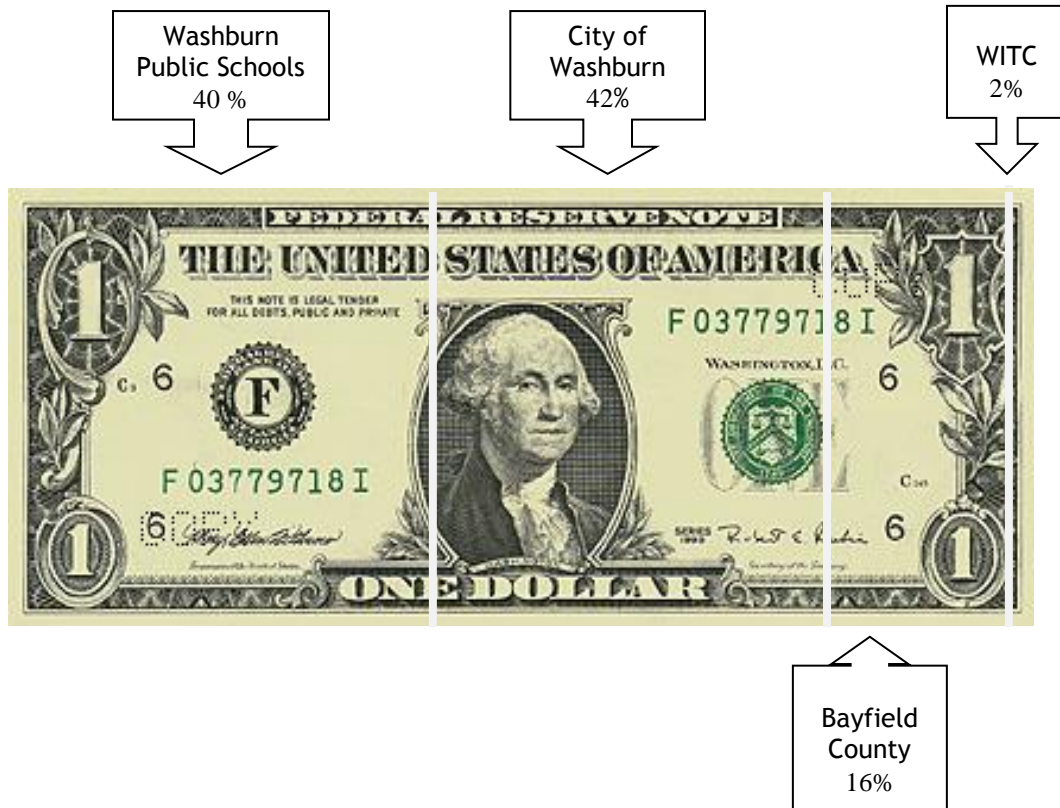 Washburn
Public Schools
40 %
City of
Washburn
42%
WITC
2%
FEDERAL RESERVE NOTE
THE UNITED STATES OF AMERICA
THIS NOTE IS LEGAL TENDER
FOR ALL DEBTS, PUBLIC AND PRIVATE
F 03779718 I
WASHINGTON, D.C.
1
1
6
F
6
F 03779718 I
6
6
SERIES
1
1
ONE DOLLAR
Bayfield
County
16%